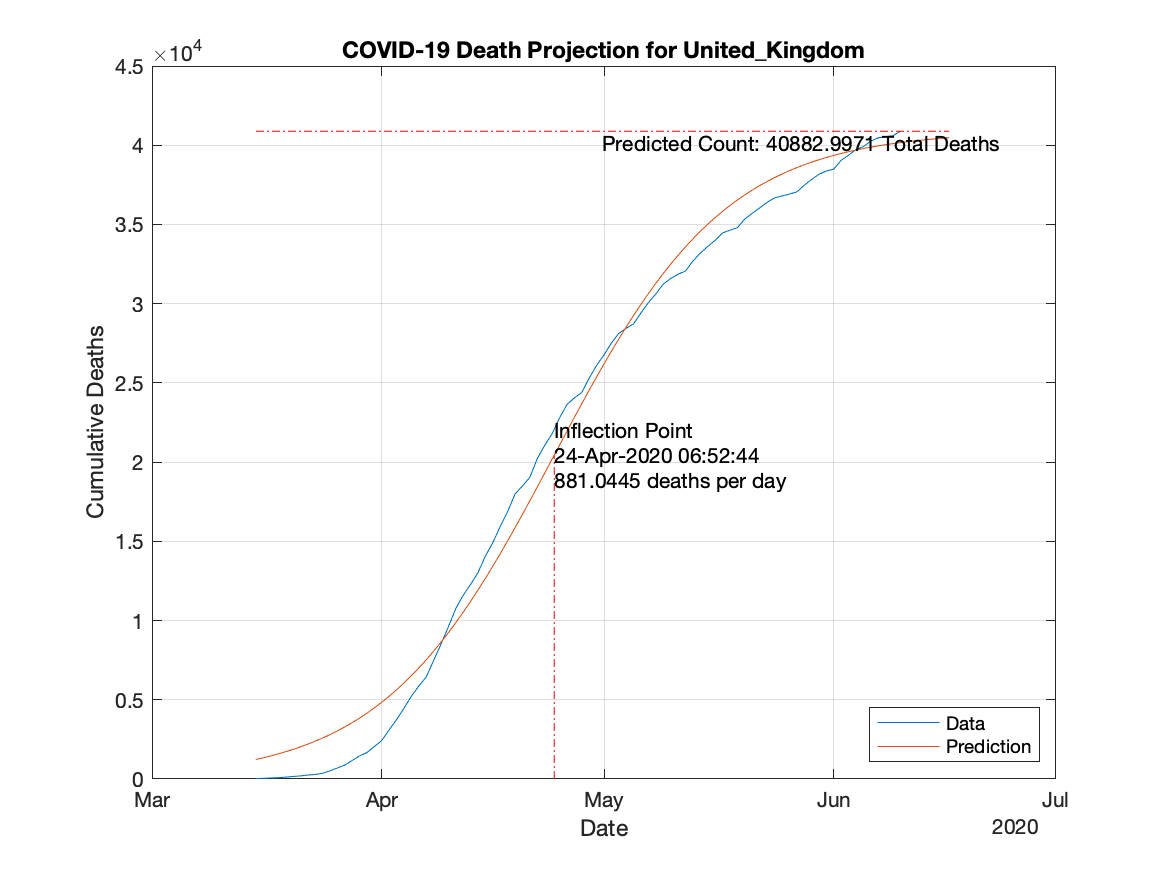 COVID-19 Death Projection for United_Kingdom
×10^4
4.5
4
3.5
3
2.5
2
1.5
1
0.5
0
Cumulative Deaths
Predicted Count: 40882.9971 Total Deaths
Inflection Point
24-Apr-2020 06:52:44
881.0445 deaths per day
Data
Prediction
Mar Apr May Jun Jul
Date
2020